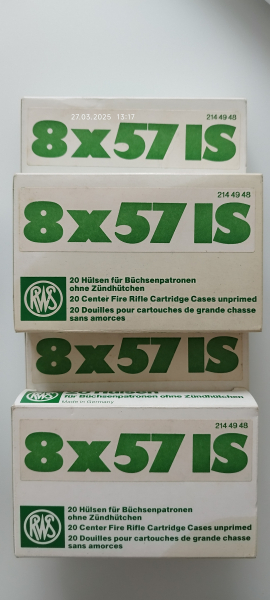 27.03.2025 13:17
214 49 48
8x57 IS
214 49 48
8x57 IS
RWS
20 Hülsen für Büchsenpatronen
ohne Zündhütchen
20 Center Fire Rifle Cartridge Cases unprimed
20 Douilles pour cartouches de grande chasse
sans amorces
8x57 IS
20 Hülsen
für Büchsenpatronen ohne Zündhütchen
Made in Germany
214 49 48
8x57 IS
RWS
20 Hülsen für Büchsenpatronen
ohne Zündhütchen
20 Center Fire Rifle Cartridge Cases unprimed
20 Douilles pour cartouches de grande chasse
sans amorces